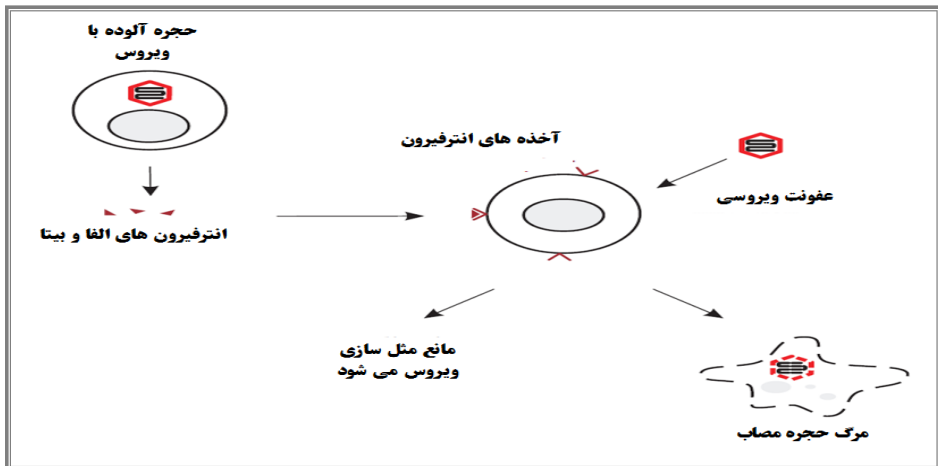 حجره آلوده با
ویروس
آخذه های انترفیرون
عفونت ویروسی
انترفیرون های الفا و بیتا
مانع مثل سازی
ویروس می شود
مرگ حجره مصاب